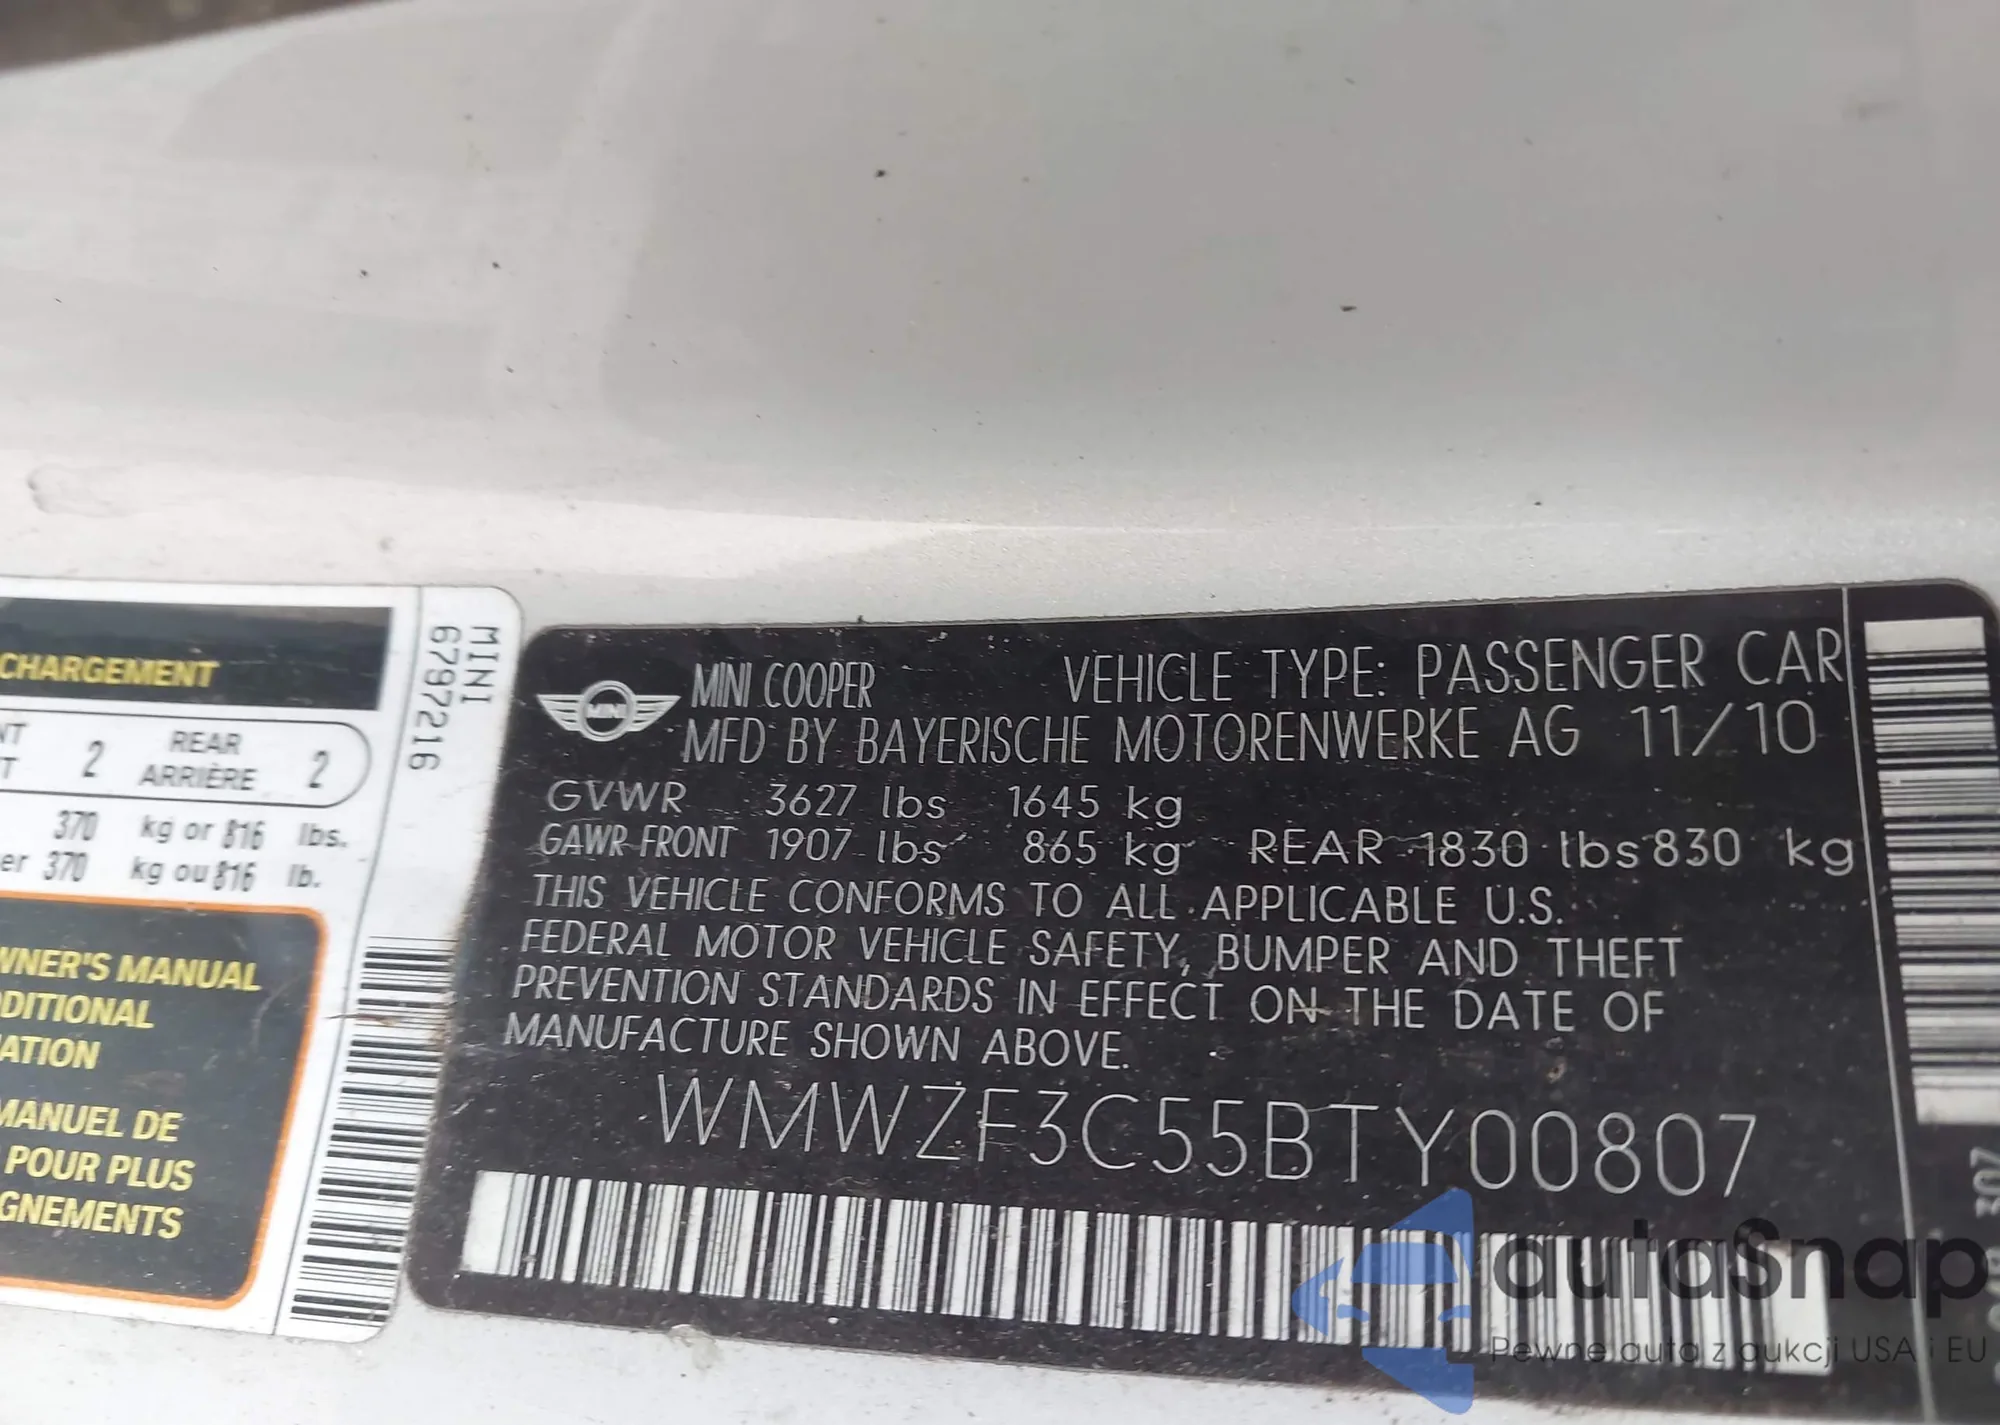 CHARGEMENT
2 REAR 2
ARRIÈRE
370 kg or 816 lbs.
370 kg ou 816 lb.
MINI
6797216
WNER'S MANUAL
DDITIONAL
ATION
MANUEL DE
POUR PLUS
GNEMENTS
MINI
MINI COOPER VEHICLE TYPE: PASSENGER CAR
MFD BY BAYERISCHE MOTORENWERKE AG 11/10
GVWR 3627 lbs 1645 kg
GAWR FRONT 1907 lbs 865 kg REAR 1830 lbs 830 kg
THIS VEHICLE CONFORMS TO ALL APPLICABLE U.S.
FEDERAL MOTOR VEHICLE SAFETY, BUMPER AND THEFT
PREVENTION STANDARDS IN EFFECT ON THE DATE OF
MANUFACTURE SHOWN ABOVE.
WMWZF3C55BTY00807
307
autoSnap
Pewne auta z aukcji USA i EU